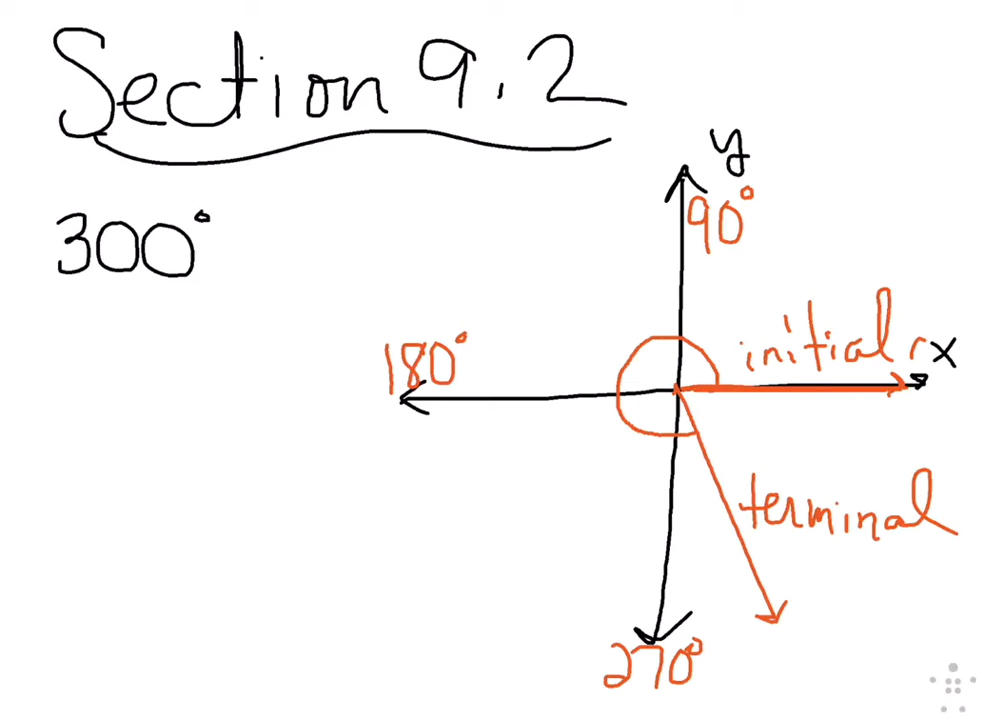 Section 9.2
y
90°
300°
initial r x
180°
terminal
270°